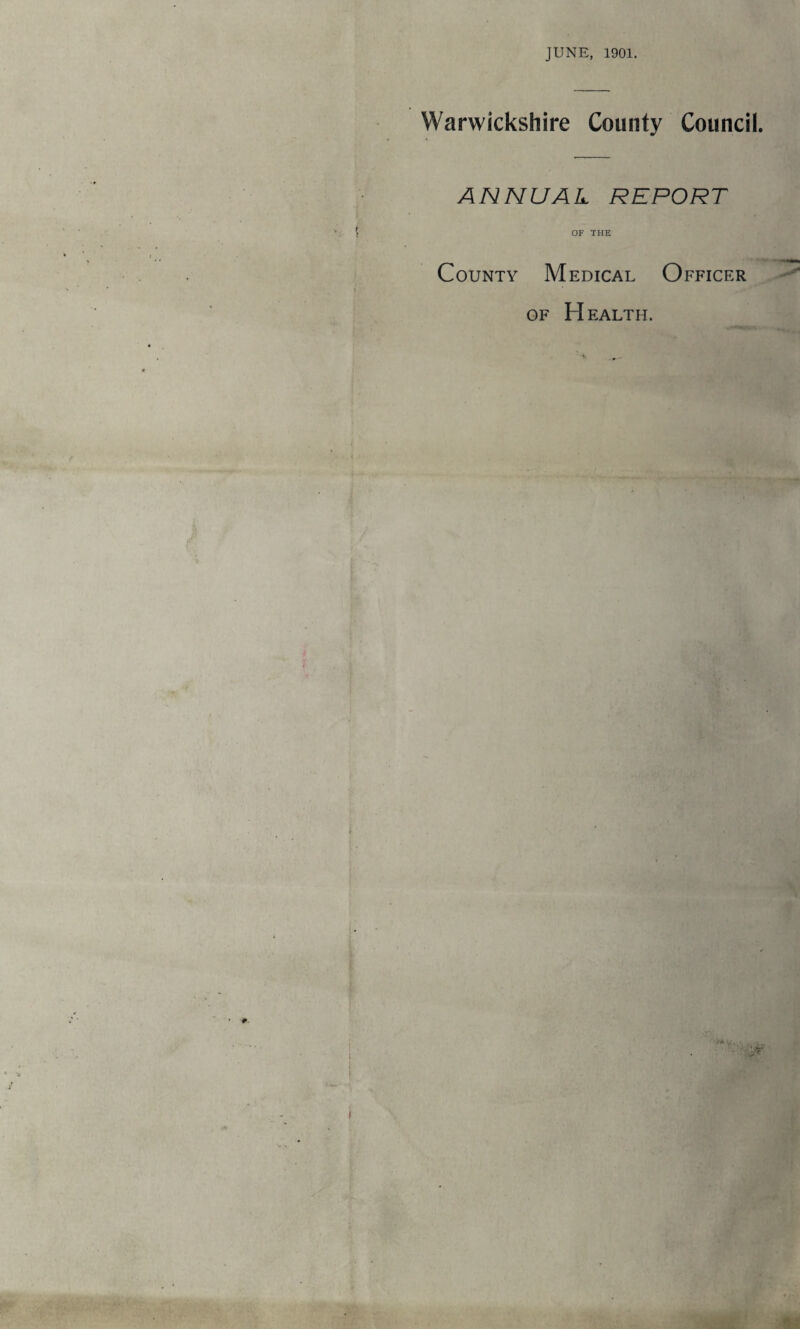 JUNE, 1901.
Warwickshire County Council.
ANNUAL REPORT
OF THE
County Medical Officer
of Health.